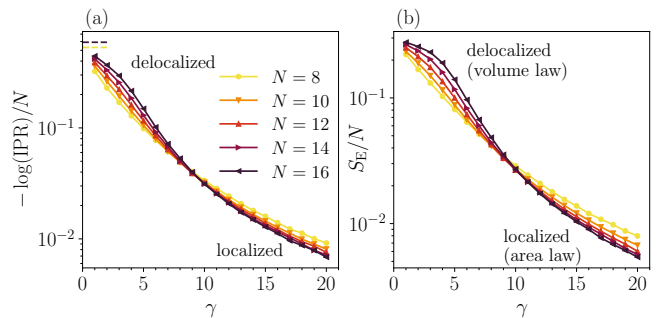 (a)
delocalized
N = 8
N = 10
N = 12
N = 14
N = 16
localized
− log(IPR)/N
10⁻¹
10⁻²
0 5 10 15 20
γ
(b)
delocalized
(volume law)
localized
(area law)
S_E/N
10⁻¹
10⁻²
0 5 10 15 20
γ